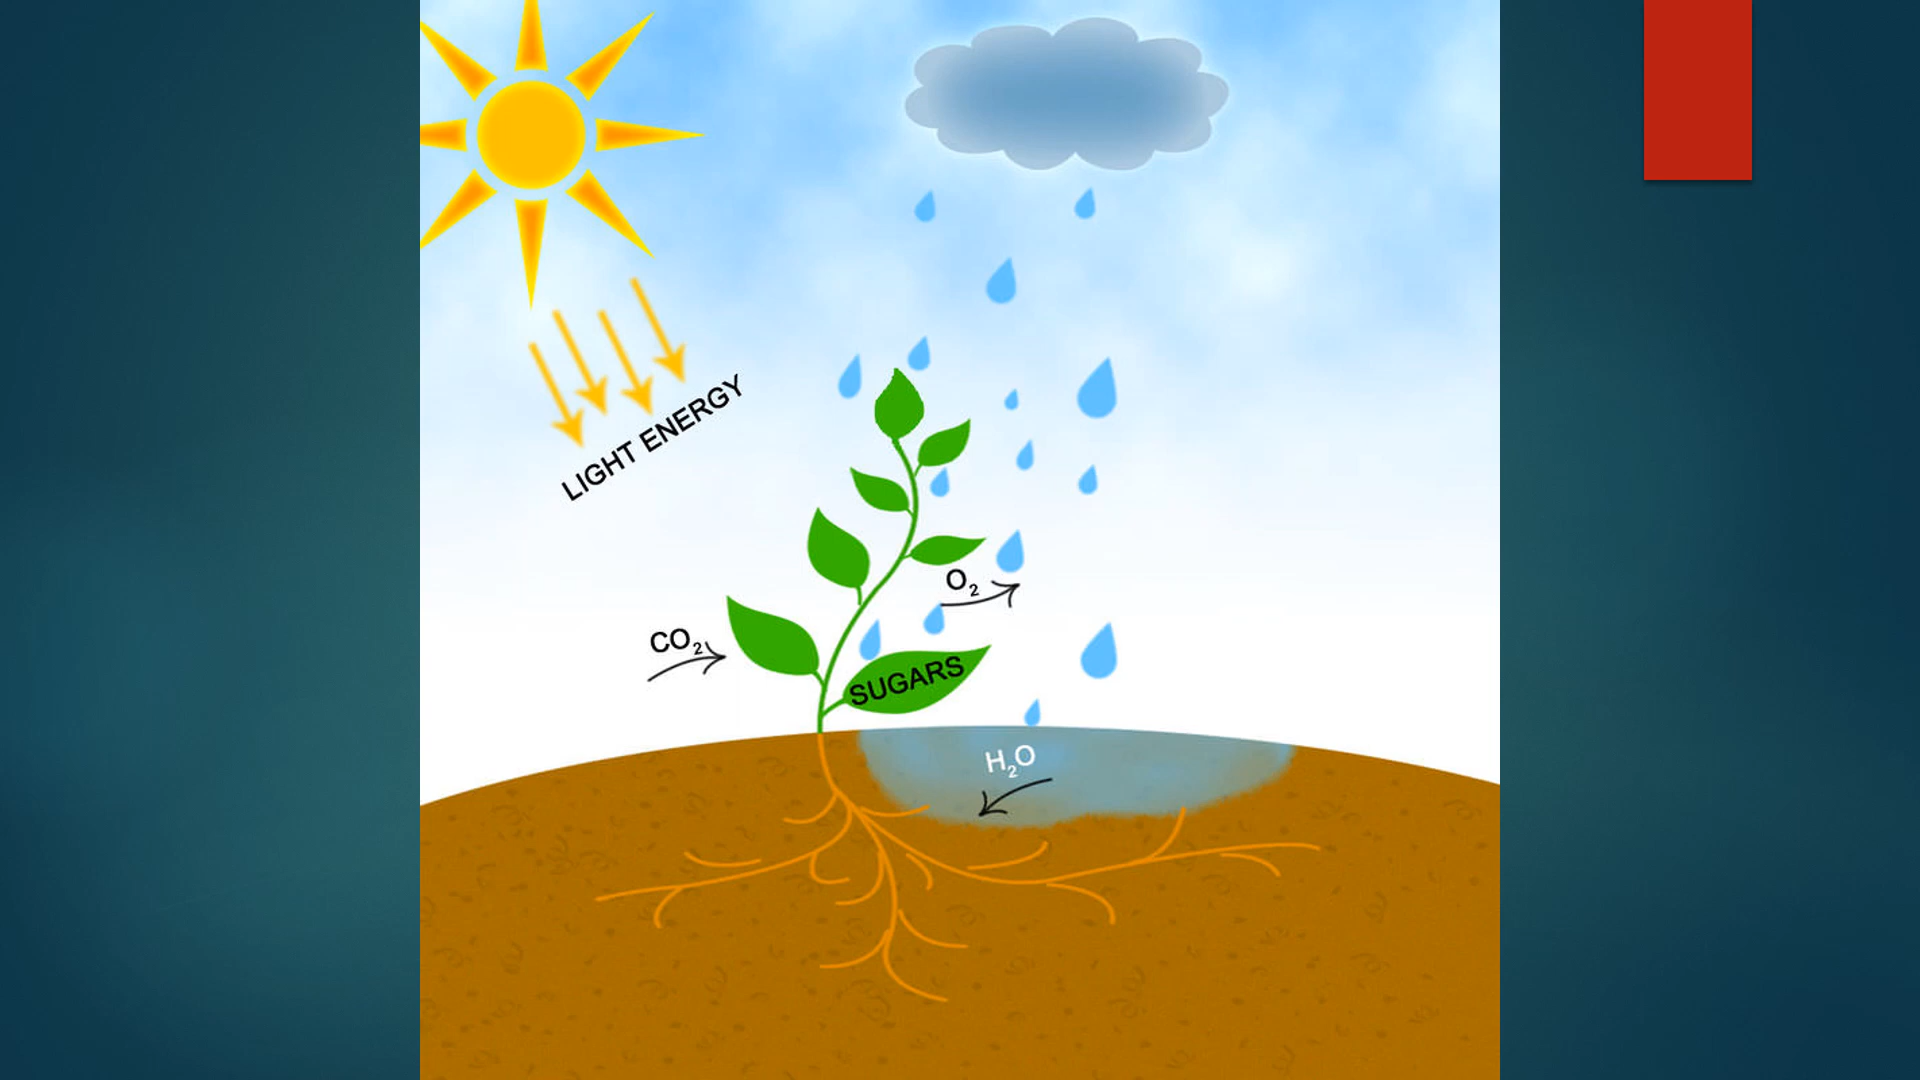 LIGHT ENERGY
O₂
CO₂
SUGARS
H₂O